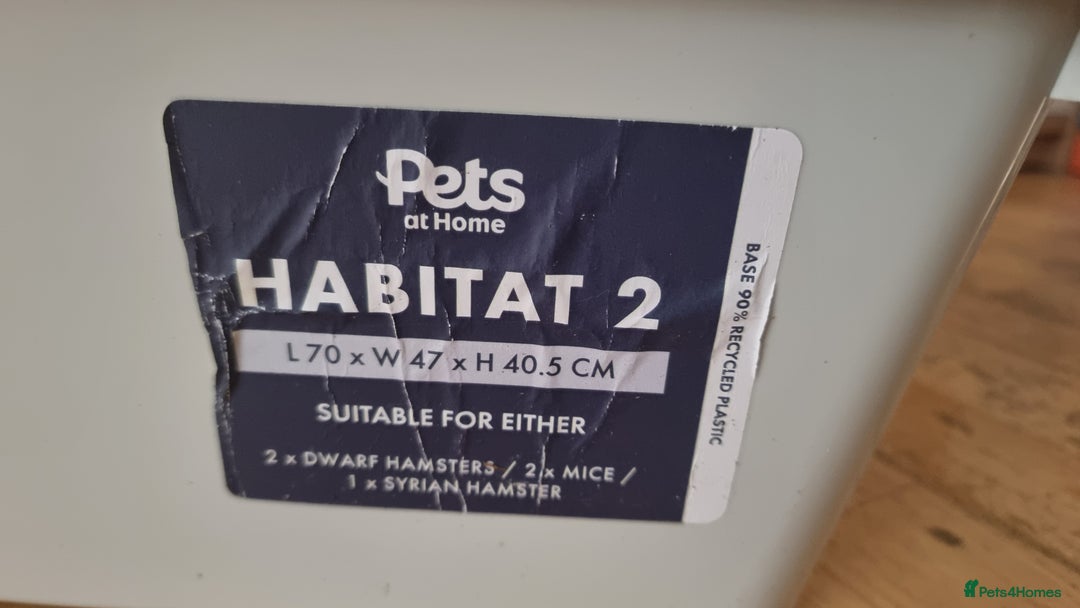 Pets
at Home
HABITAT 2
L 70 x W 47 x H 40.5 CM
SUITABLE FOR EITHER
2 x DWARF HAMSTERS / 2 x MICE /
1 x SYRIAN HAMSTER
BASE 90% RECYCLED PLASTIC
Pets4Homes